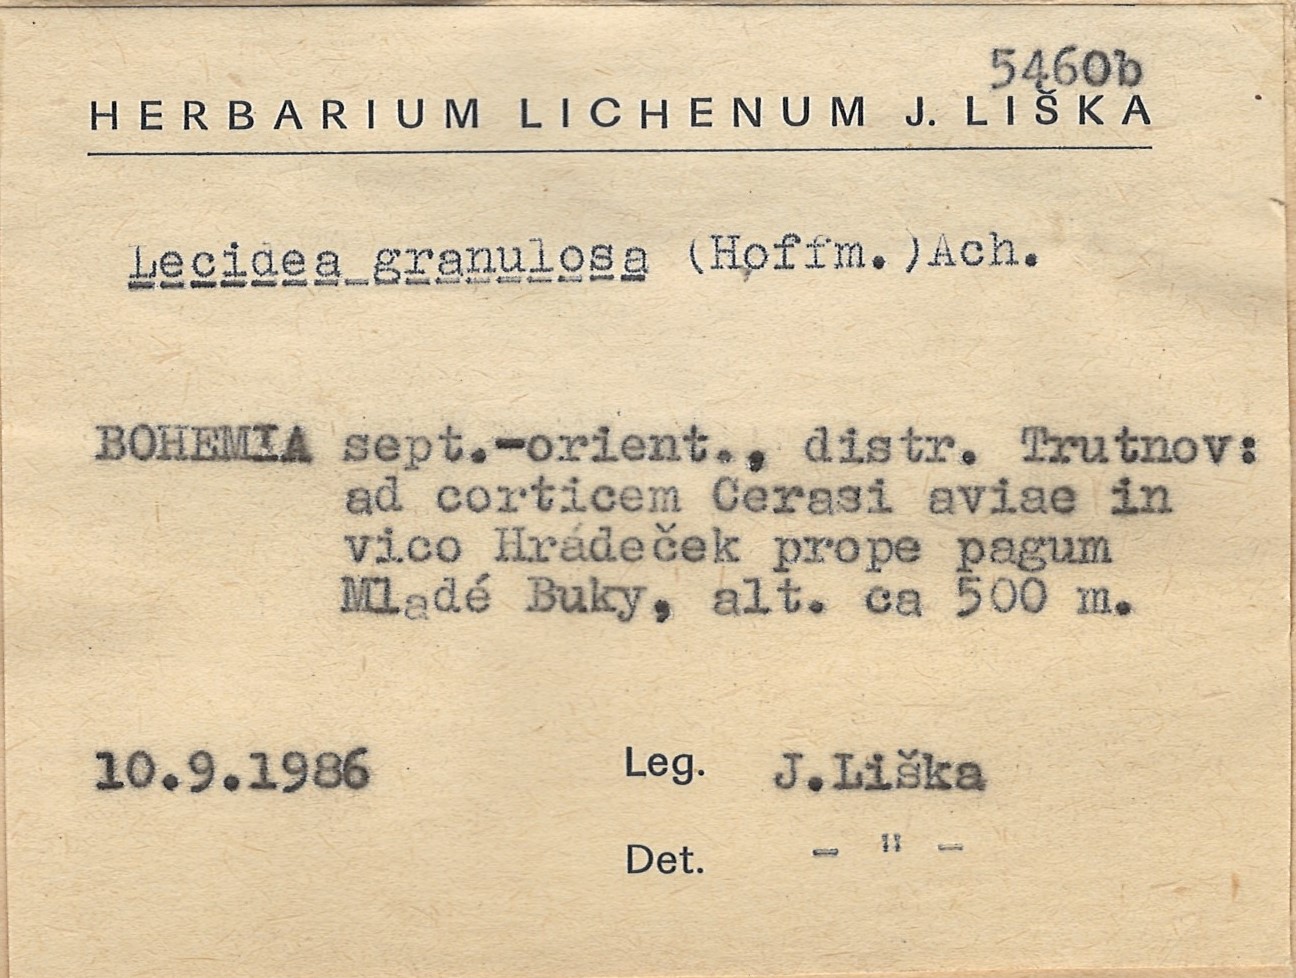 5460b
HERBARIUM LICHENUM J. LIŠKA
Lecidea granulosa (Hoffm.)Ach.
BOHEMIA sept.-orient., distr. Trutnov:
ad corticem Cerasi aviae in
vico Hrádeček prope pagum
Mladé Buky, alt. ca 500 m.
10.9.1986 Leg. J.Liška
Det. - " -